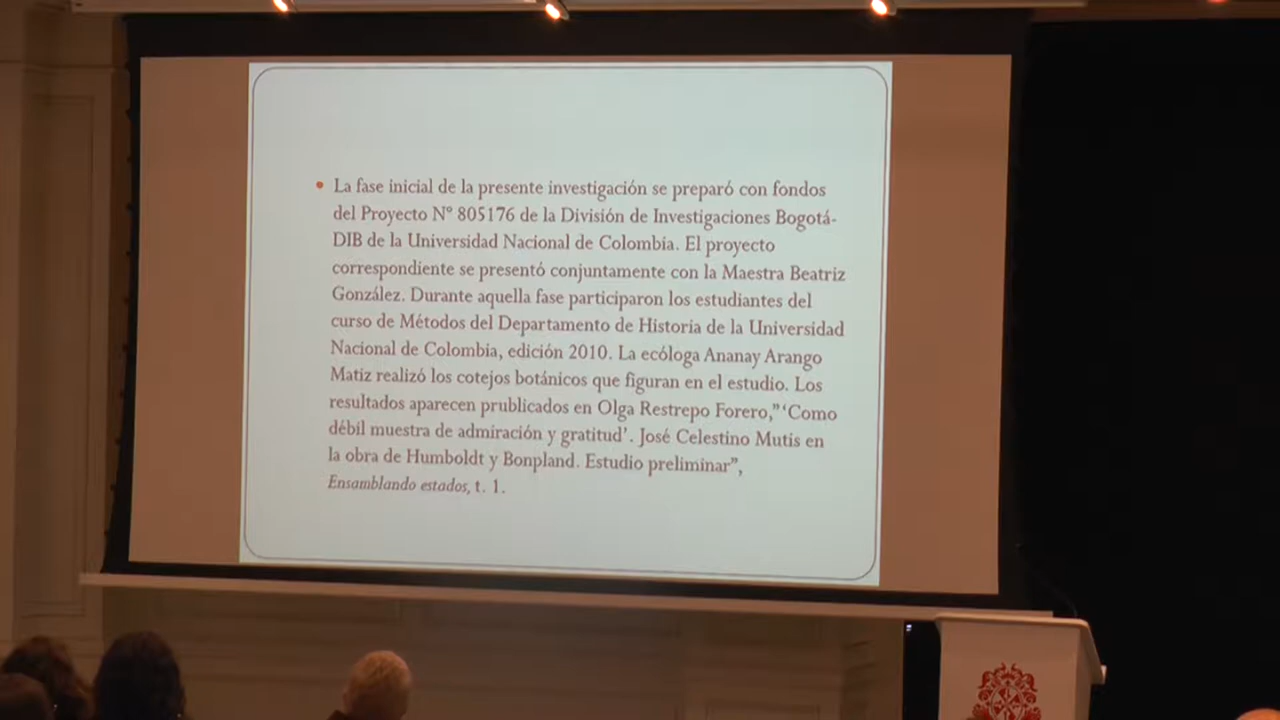 • La fase inicial de la presente investigación se preparó con fondos
del Proyecto N° 805176 de la División de Investigaciones Bogotá-
DIB de la Universidad Nacional de Colombia. El proyecto
correspondiente se presentó conjuntamente con la Maestra Beatriz
González. Durante aquella fase participaron los estudiantes del
curso de Métodos del Departamento de Historia de la Universidad
Nacional de Colombia, edición 2010. La ecóloga Ananay Arango
Matiz realizó los cotejos botánicos que figuran en el estudio. Los
resultados aparecen prublicados en Olga Restrepo Forero,” ‘Como
débil muestra de admiración y gratitud’. José Celestino Mutis en
la obra de Humboldt y Bonpland. Estudio preliminar”,
Ensamblando estados, t. 1.